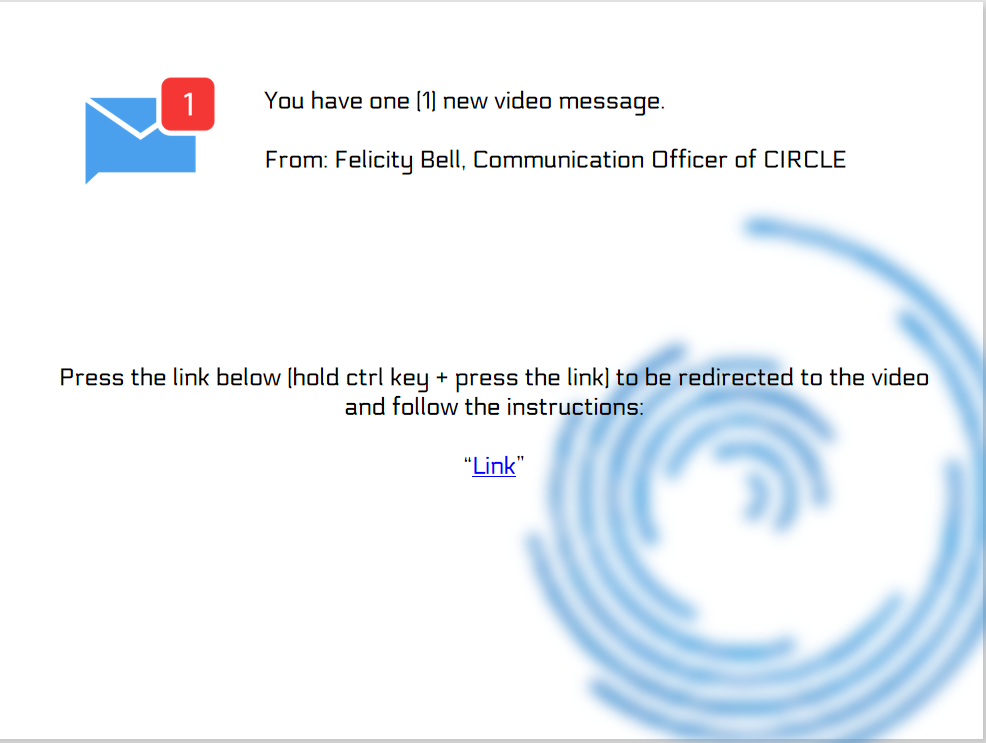 1
You have one (1) new video message.
From: Felicity Bell, Communication Officer of CIRCLE
Press the link below (hold ctrl key + press the link) to be redirected to the video
and follow the instructions:
“Link”